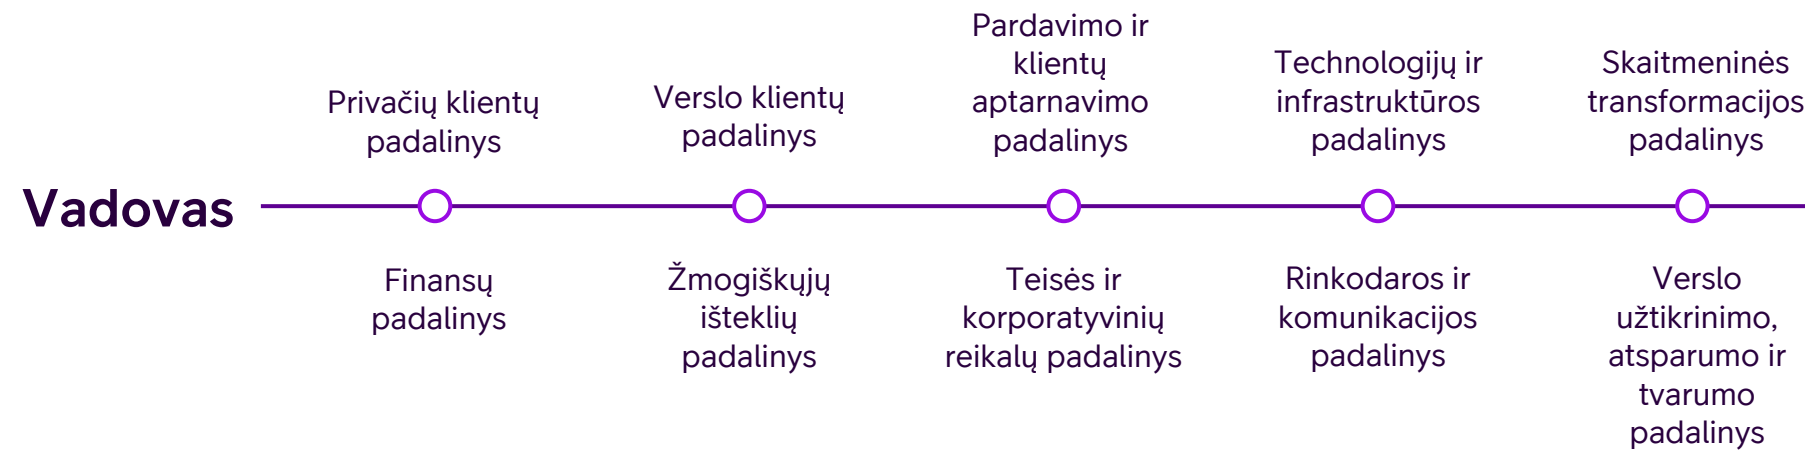 Privačių klientų
padalinys
Verslo klientų
padalinys
Pardavimo ir
klientų
aptarnavimo
padalinys
Technologijų ir
infrastruktūros
padalinys
Skaitmeninės
transformacijos
padalinys
Vadovas
Finansų
padalinys
Žmogiškųjų
išteklių
padalinys
Teisės ir
korporatyvinių
reikalų padalinys
Rinkodaros ir
komunikacijos
padalinys
Verslo
užtikrinimo,
atsparumo ir
tvarumo
padalinys